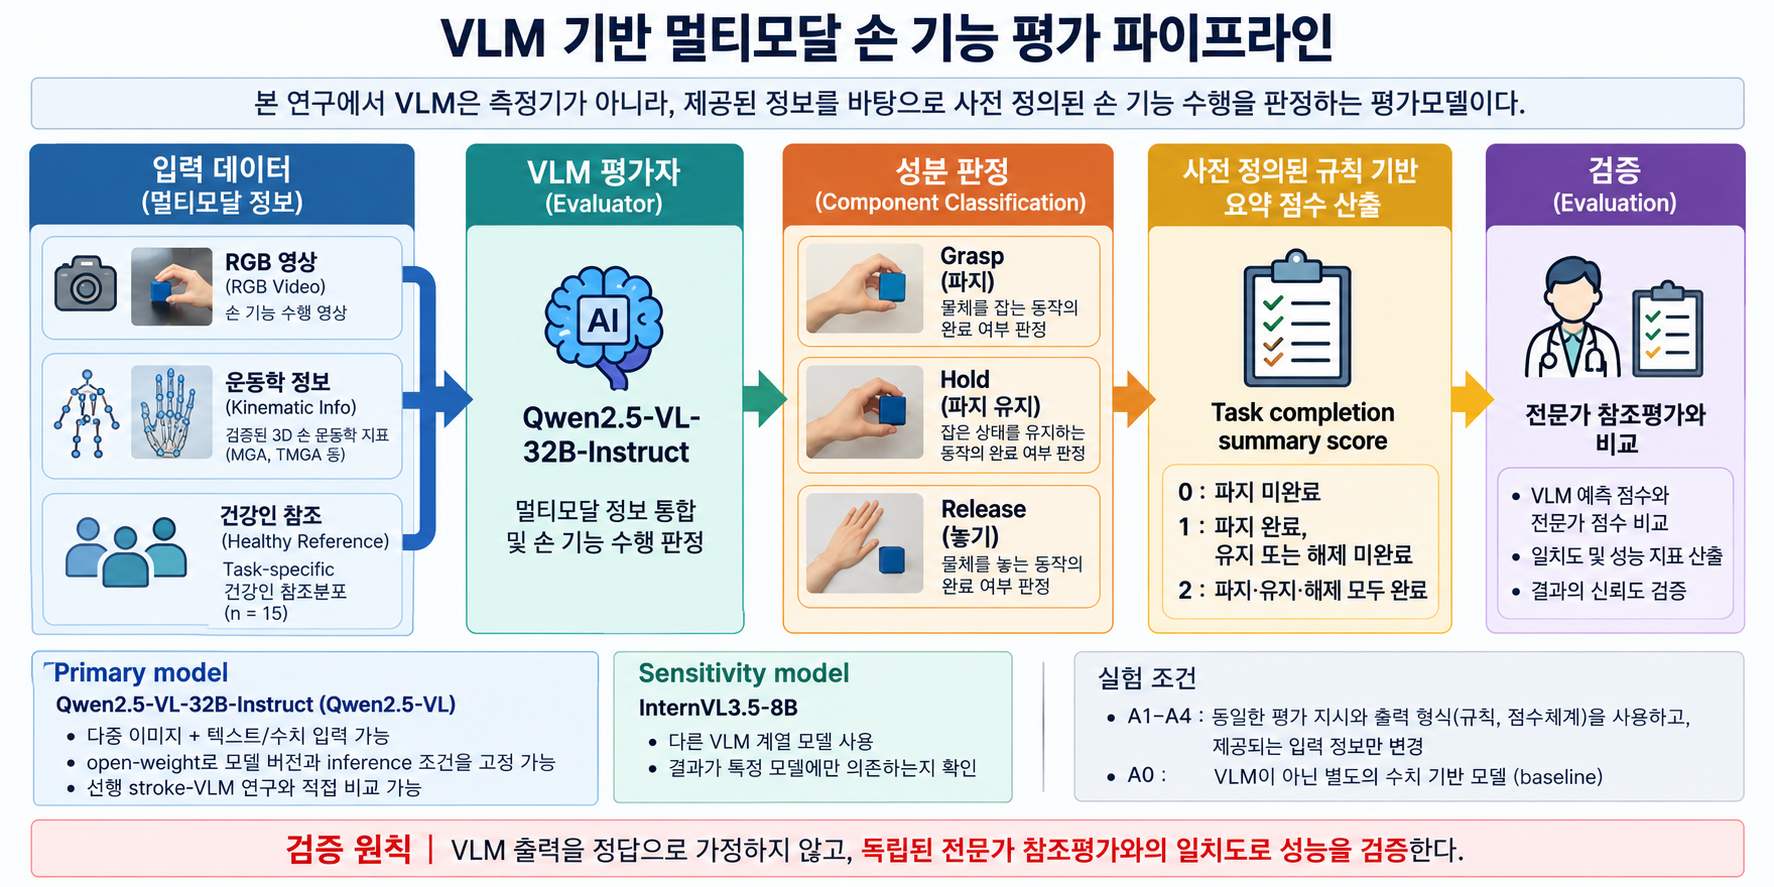 VLM 기반 멀티모달 손 기능 평가 파이프라인
본 연구에서 VLM은 측정기가 아니라, 제공된 정보를 바탕으로 사전 정의된 손 기능 수행을 판정하는 평가모델이다.
입력 데이터
(멀티모달 정보)
RGB 영상
(RGB Video)
손 기능 수행 영상
운동학 정보
(Kinematic Info)
검증된 3D 손 운동학 지표
(MGA, TMGA 등)
건강인 참조
(Healthy Reference)
Task-specific
건강인 참조분포
(n = 15)
VLM 평가자
(Evaluator)
AI
Qwen2.5-VL-
32B-Instruct
멀티모달 정보 통합
및 손 기능 수행 판정
성분 판정
(Component Classification)
Grasp
(파지)
물체를 잡는 동작의
완료 여부 판정
Hold
(파지 유지)
잡은 상태를 유지하는
동작의 완료 여부 판정
Release
(놓기)
물체를 놓는 동작의
완료 여부 판정
사전 정의된 규칙 기반
요약 점수 산출
Task completion
summary score
0 : 파지 미완료
1 : 파지 완료,
유지 또는 해제 미완료
2 : 파지·유지·해제 모두 완료
검증
(Evaluation)
전문가 참조평가와
비교
• VLM 예측 점수와
전문가 점수 비교
• 일치도 및 성능 지표 산출
• 결과의 신뢰도 검증
Primary model
Qwen2.5-VL-32B-Instruct (Qwen2.5-VL)
• 다중 이미지 + 텍스트/수치 입력 가능
• open-weight로 모델 버전과 inference 조건을 고정 가능
• 선행 stroke-VLM 연구와 직접 비교 가능
Sensitivity model
InternVL3.5-8B
• 다른 VLM 계열 모델 사용
• 결과가 특정 모델에만 의존하는지 확인
실험 조건
• A1–A4 : 동일한 평가 지시와 출력 형식(규칙, 점수체계)을 사용하고,
제공되는 입력 정보만 변경
• A0 : VLM이 아닌 별도의 수치 기반 모델 (baseline)
검증 원칙 | VLM 출력을 정답으로 가정하지 않고, 독립된 전문가 참조평가와의 일치도로 성능을 검증한다.